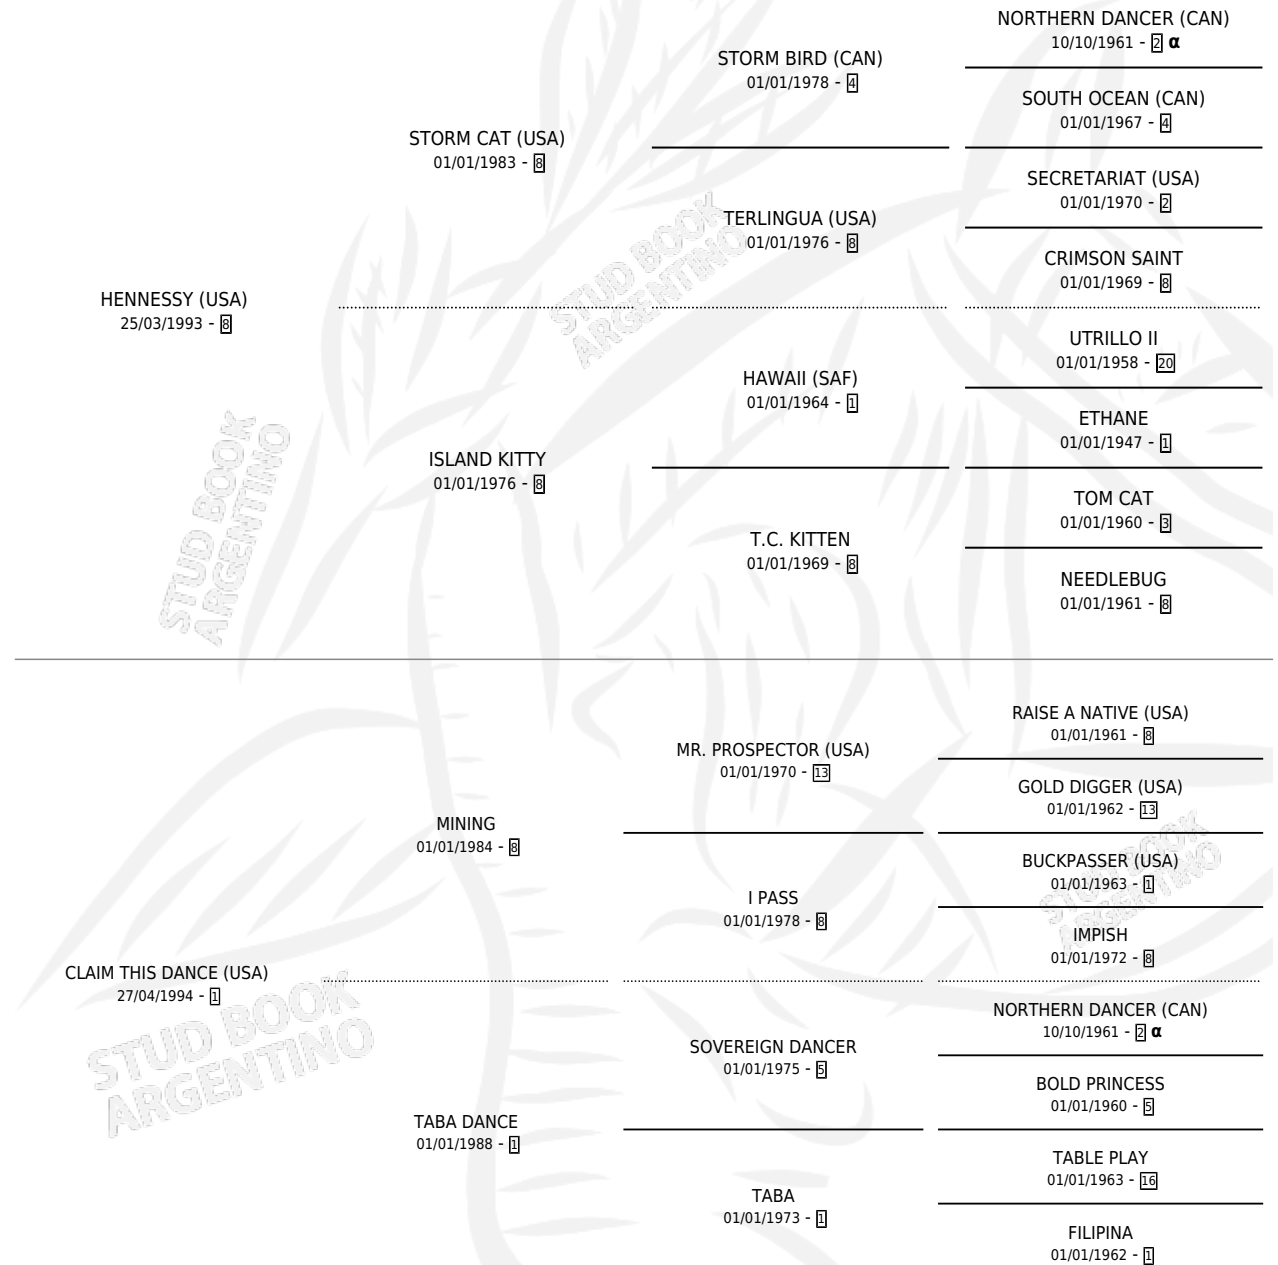 NORTHERN DANCER (CAN)
10/10/1961 - 2 α
STORM BIRD (CAN)
01/01/1978 - 4
SOUTH OCEAN (CAN)
01/01/1967 - 4
STORM CAT (USA)
01/01/1983 - 8
SECRETARIAT (USA)
01/01/1970 - 2
TERLINGUA (USA)
01/01/1976 - 8
CRIMSON SAINT
01/01/1969 - 8
STUD BOOK
ARGENTINO
HENNESSY (USA)
25/03/1993 - 8
UTRILLO II
01/01/1958 - 20
HAWAII (SAF)
01/01/1964 - 1
ETHANE
01/01/1947 - 1
ISLAND KITTY
01/01/1976 - 8
TOM CAT
01/01/1960 - 3
T.C. KITTEN
01/01/1969 - 8
NEEDLEBUG
01/01/1961 - 8
STUD BOOK
ARGENTINO
RAISE A NATIVE (USA)
01/01/1961 - 8
MR. PROSPECTOR (USA)
01/01/1970 - 13
GOLD DIGGER (USA)
01/01/1962 - 13
MINING
01/01/1984 - 8
BUCKPASSER (USA)
01/01/1963 - 1
I PASS
01/01/1978 - 8
IMPISH
01/01/1972 - 8
STUD BOOK
ARGENTINO
CLAIM THIS DANCE (USA)
27/04/1994 - 1
NORTHERN DANCER (CAN)
10/10/1961 - 2 α
SOVEREIGN DANCER
01/01/1975 - 5
BOLD PRINCESS
01/01/1960 - 5
TABA DANCE
01/01/1988 - 1
TABLE PLAY
01/01/1963 - 16
TABA
01/01/1973 - 1
FILIPINA
01/01/1962 - 1
STUD BOOK
ARGENTINO